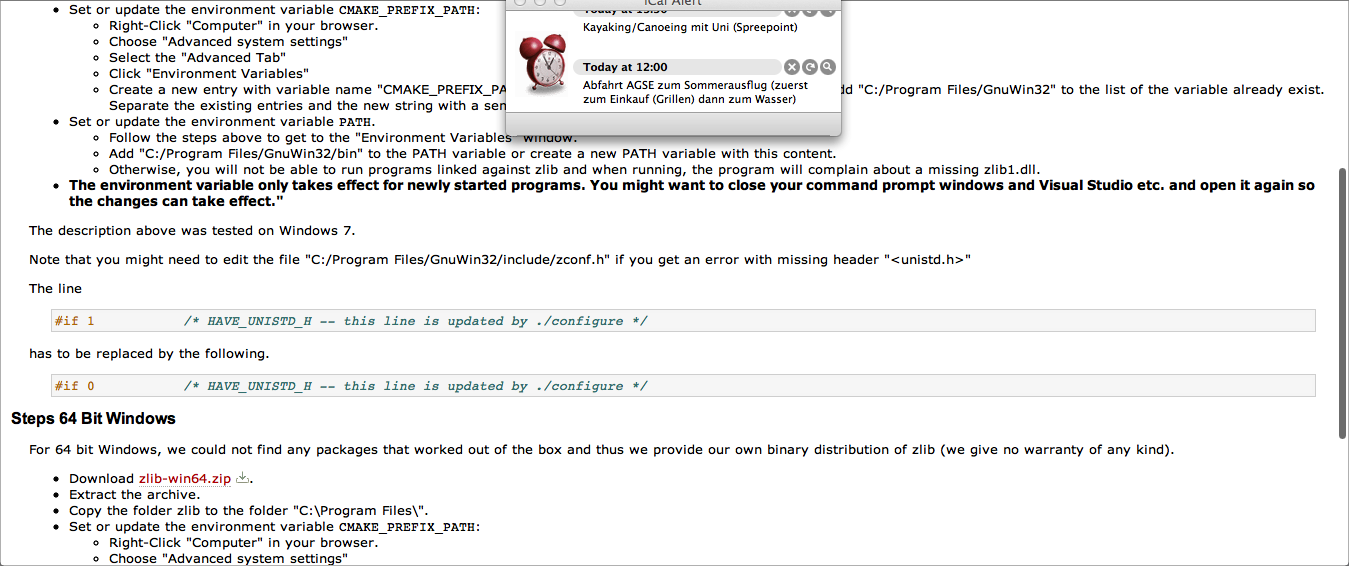 Set or update the environment variable CMAKE_PREFIX_PATH:
Right-Click "Computer" in your browser.
Choose "Advanced system settings"
Select the "Advanced Tab"
Click "Environment Variables"
Create a new entry with variable name "CMAKE_PREFIX_PA
"C:/Program Files/GnuWin32" to the list of the variable already exist.
Separate the existing entries and the new string with a
Set or update the environment variable PATH.
Follow the steps above to get to the "Environment Variables" window.
Add "C:/Program Files/GnuWin32/bin" to the PATH variable or create a new PATH variable with this content.
Otherwise, you will not be able to run programs linked against zlib and when running, the program will complain about a missing zlib1.dll.
The environment variable only takes effect for newly started programs. You might want to close your command prompt windows and Visual Studio etc. and open it again so
the changes can take effect."
iCal Alert
Today at 15:30
Kayaking/Canoeing mit Uni (Spreepoint)
Today at 12:00
Abfahrt AGSE zum Sommerausflug (zuerst
zum Einkauf (Grillen) dann zum Wasser)
The description above was tested on Windows 7.
Note that you might need to edit the file "C:/Program Files/GnuWin32/include/zconf.h" if you get an error with missing header "<unistd.h>"
The line
#if 1 /* HAVE_UNISTD_H -- this line is updated by ./configure */
has to be replaced by the following.
#if 0 /* HAVE_UNISTD_H -- this line is updated by ./configure */
Steps 64 Bit Windows
For 64 bit Windows, we could not find any packages that worked out of the box and thus we provide our own binary distribution of zlib (we give no warranty of any kind).
Download zlib-win64.zip .
Extract the archive.
Copy the folder zlib to the folder "C:\Program Files\".
Set or update the environment variable CMAKE_PREFIX_PATH:
Right-Click "Computer" in your browser.
Choose "Advanced system settings"